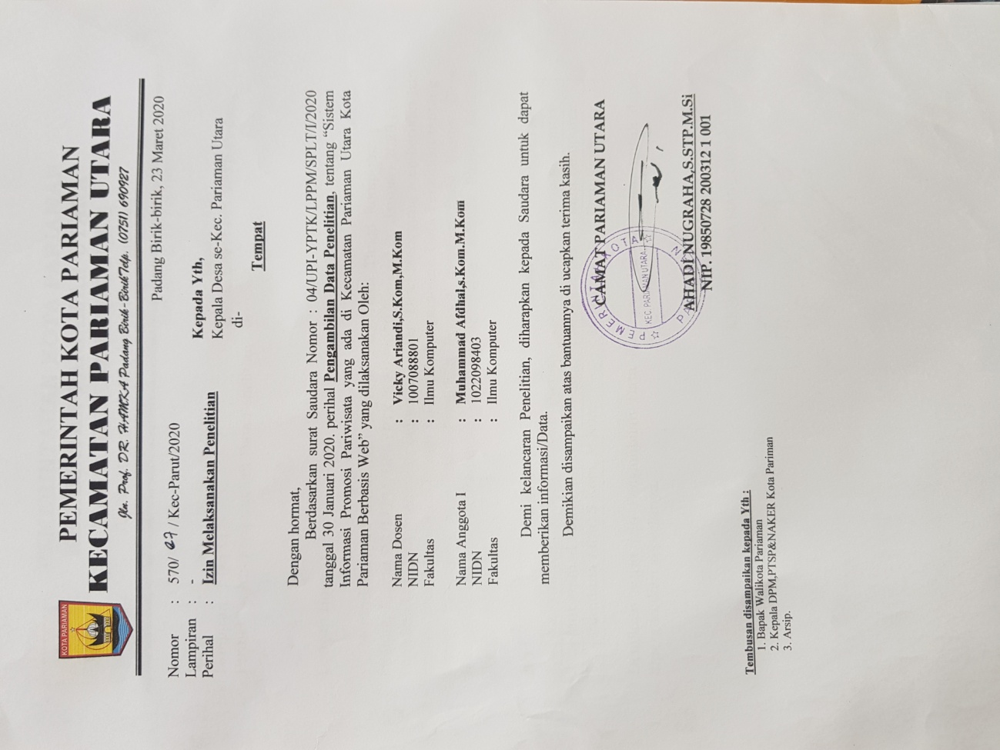 KOTA PARIAMAN
PEMERINTAH KOTA PARIAMAN
KECAMATAN PARIAMAN UTARA
Jln. Prof. DR. HAMKA Padang Birik-Birik Telp. (0751) 690927
Padang Birik-birik, 23 Maret 2020
Nomor : 570/ 27 / Kec-Parut/2020
Lampiran : -
Perihal : Izin Melaksanakan Penelitian
Kepada Yth,
Kepala Desa se-Kec. Pariaman Utara
di-
Tempat
Dengan hormat,
Berdasarkan surat Saudara Nomor : 04/UPI-YPTK/LPPM/SPLT/I/2020
tanggal 30 Januari 2020. perihal Pengambilan Data Penelitian, tentang “Sistem
Informasi Promosi Pariwisata yang ada di Kecamatan Pariaman Utara Kota
Pariaman Berbasis Web” yang dilaksanakan Oleh:
Nama Dosen : Vicky Ariandi,S.Kom,M.Kom
NIDN : 1007088801
Fakultas : Ilmu Komputer
Nama Anggota I : Muhammad Afdhal,s.Kom.M.Kom
NIDN : 1022098403
Fakultas : Ilmu Komputer
Demi kelancaran Penelitian, diharapkan kepada Saudara untuk dapat
memberikan informasi/Data.
Demikian disampaikan atas bantuannya di ucapkan terima kasih.
CAMAT PARIAMAN UTARA
PEMERINTAH KOTA
KEC. PARIAMAN UTARA
AHADI NUGRAHA,S.STP.M.Si
NIP. 19850728 200312 1 001
Tembusan disampaikan kepada Yth :
1. Bapak Walikota Pariaman
2. Kepala DPM,PTSP&NAKER Kota Pariman
3. Arsip.